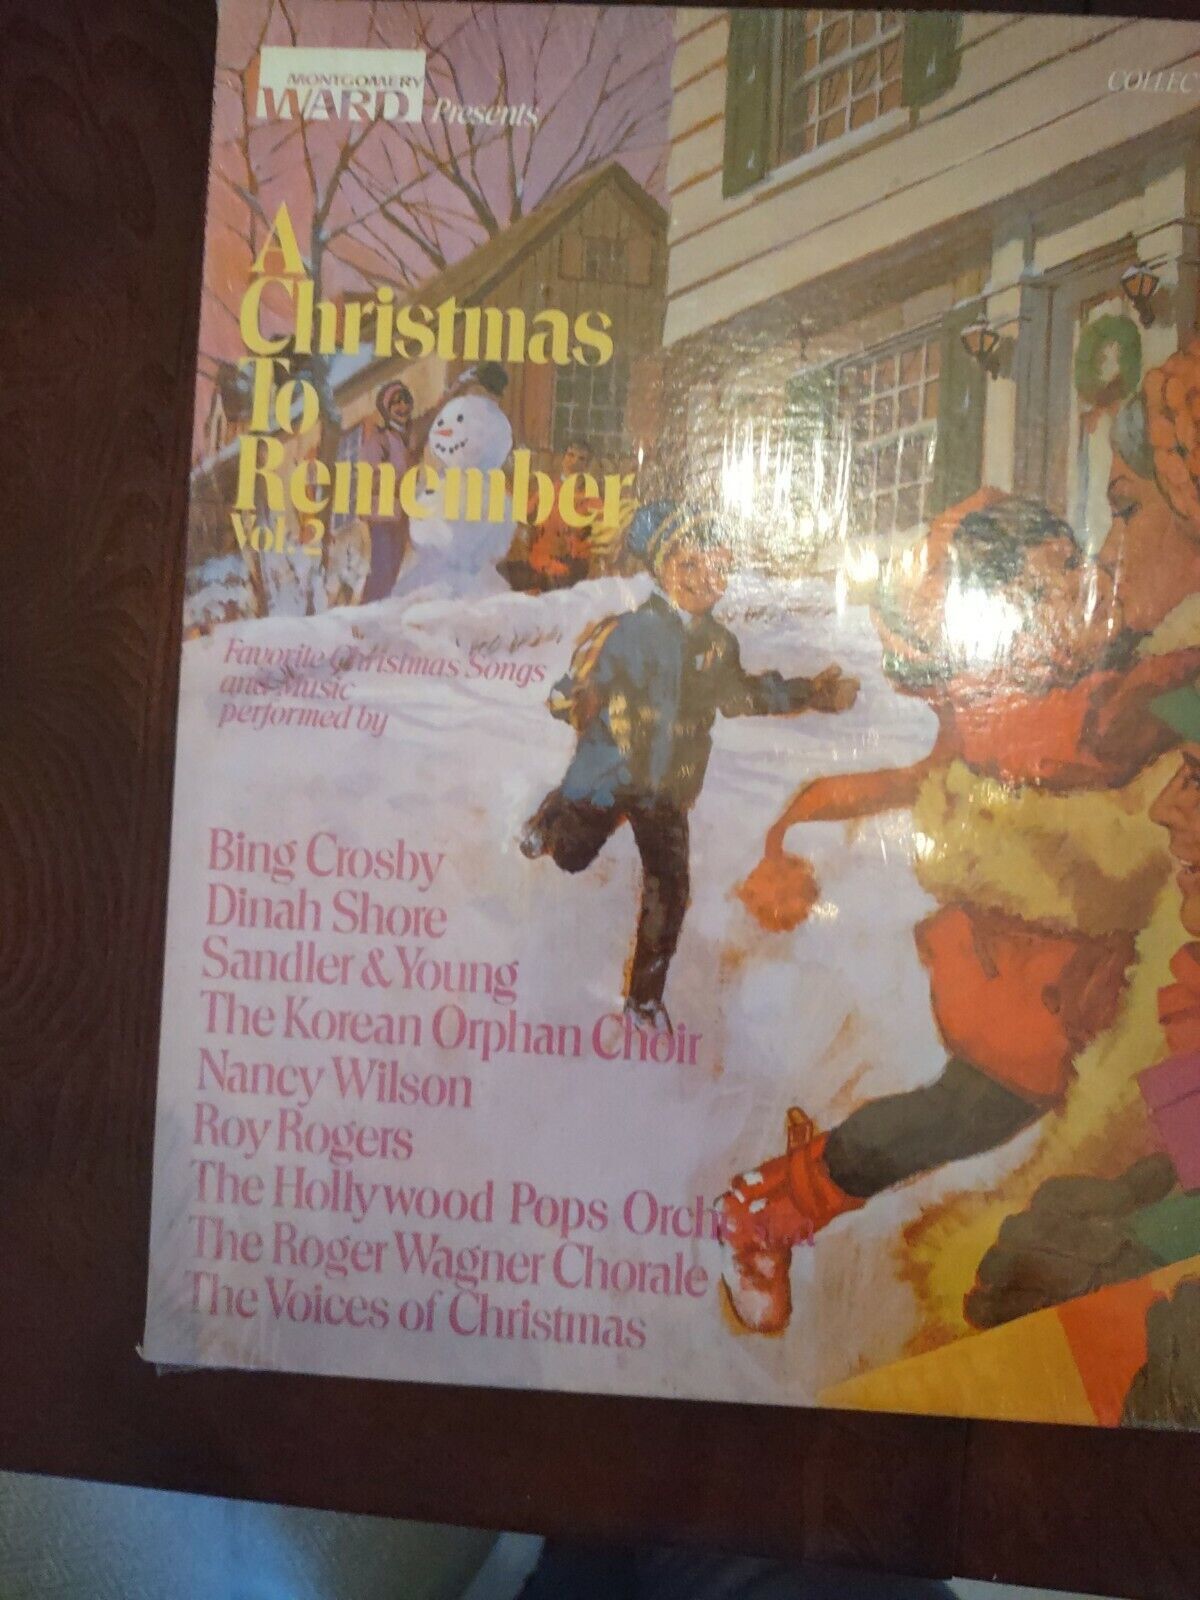 MONTGOMERY
WARD Presents
COLLEC
A
Christmas
To
Remember
Vol. 2
Favorite Christmas Songs
and Music
performed by
Bing Crosby
Dinah Shore
Sandler & Young
The Korean Orphan Choir
Nancy Wilson
Roy Rogers
The Hollywood Pops Orchestra
The Roger Wagner Chorale
The Voices of Christmas